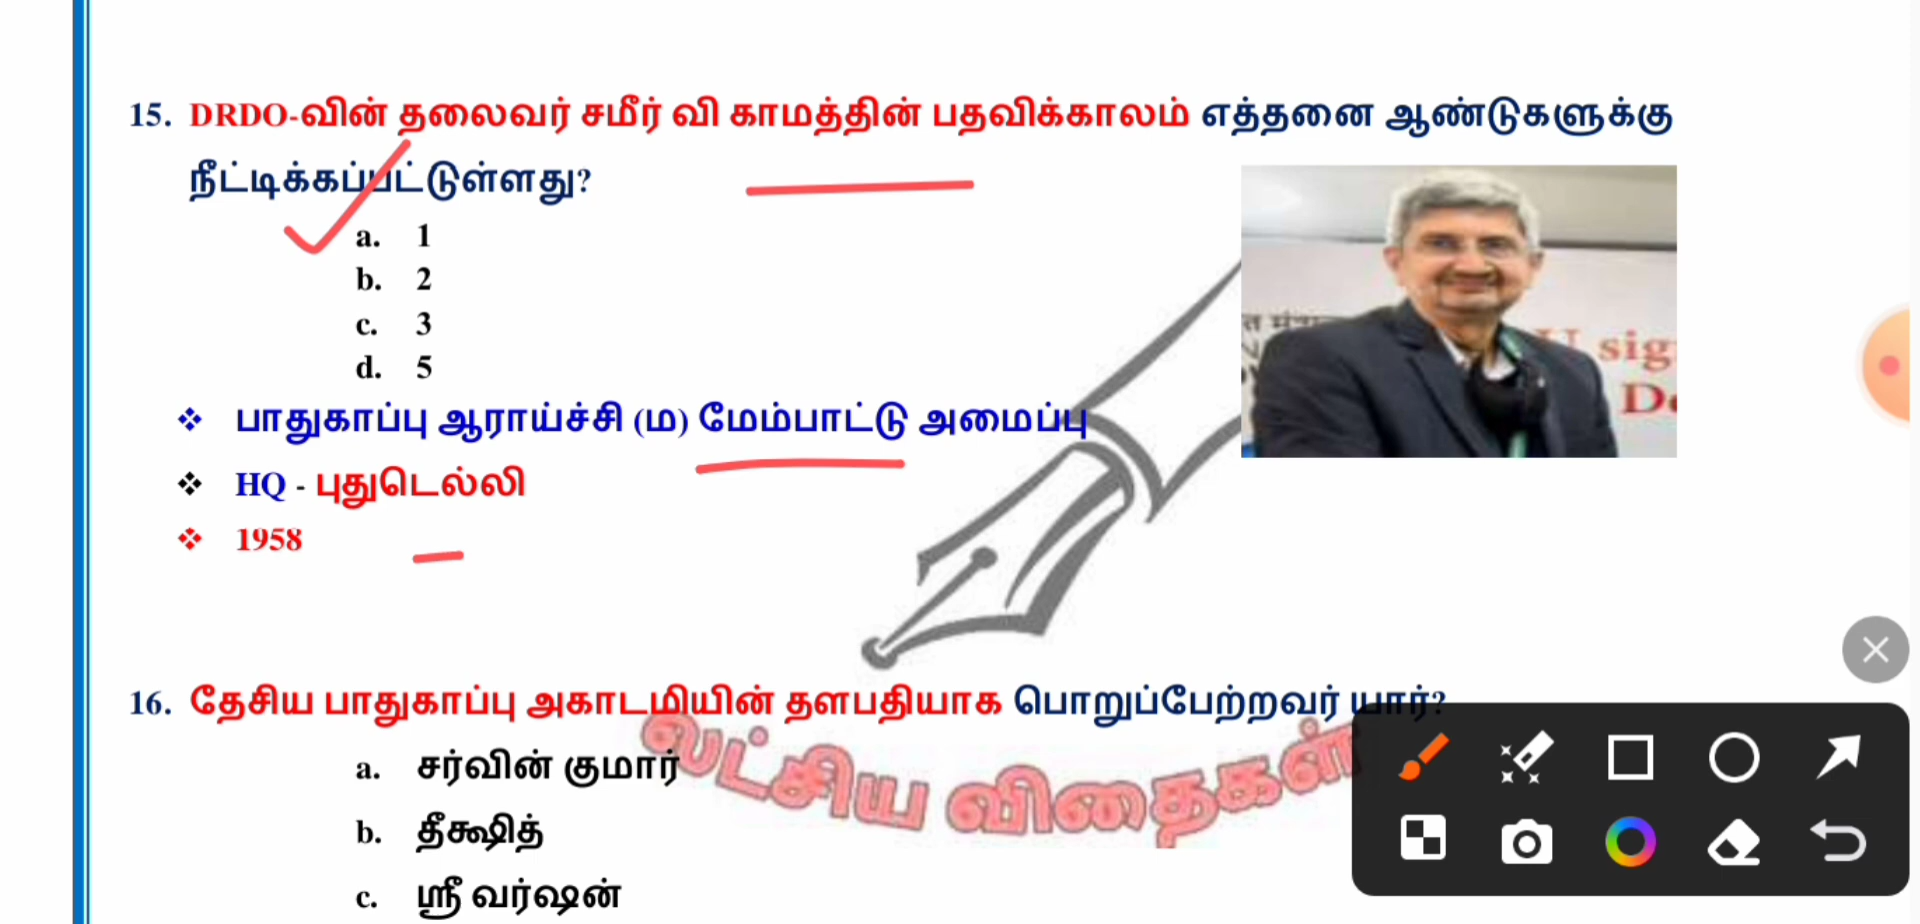 15. DRDO-வின் தலைவர் சமீர் வி காமத்தின் பதவிக்காலம் எத்தனை ஆண்டுகளுக்கு
நீட்டிக்கப்பட்டுள்ளது?
a. 1
b. 2
c. 3
d. 5
❖ பாதுகாப்பு ஆராய்ச்சி (ம) மேம்பாட்டு அமைப்பு
❖ HQ - புதுடெல்லி
❖ 1958
sig
16. தேசிய பாதுகாப்பு அகாடமியின் தளபதியாக பொறுப்பேற்றவர் யார்?
a. சர்வின் குமார்
b. தீக்ஷித்
c. ஸ்ரீ வர்ஷன்
லட்சிய விதைகள்